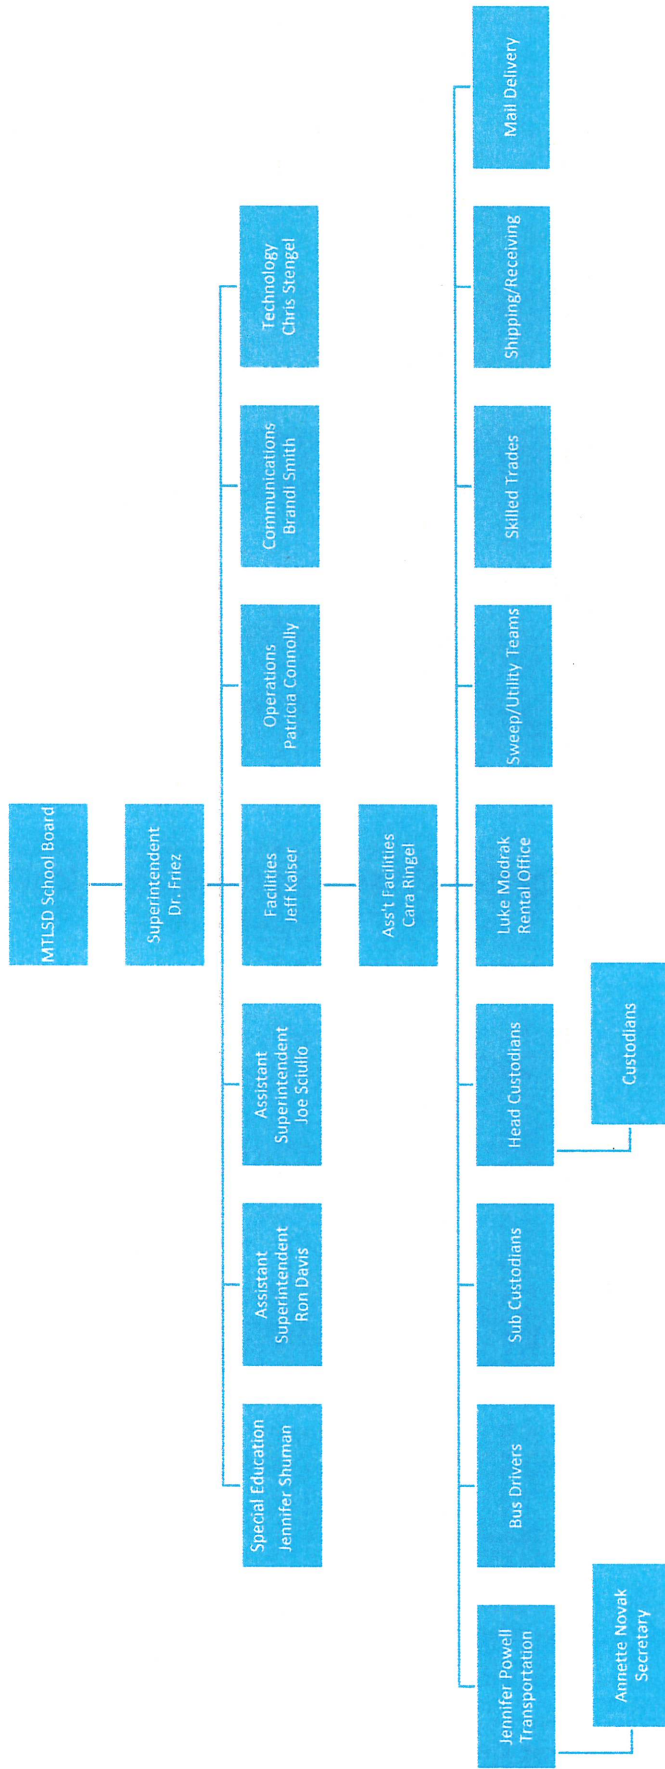 MTLSD School Board
Superintendent
Dr. Friez
Special Education
Jennifer Shuman
Assistant
Superintendent
Ron Davis
Assistant
Superintendent
Joe Sciullo
Facilities
Jeff Kaiser
Operations
Patricia Connolly
Communications
Brandi Smith
Technology
Chris Stengel
Ass't Facilities
Cara Ringel
Jennifer Powell
Transportation
Bus Drivers
Sub Custodians
Head Custodians
Luke Modrak
Rental Office
Sweep/Utility Teams
Skilled Trades
Shipping/Receiving
Mail Delivery
Annette Novak
Secretary
Custodians